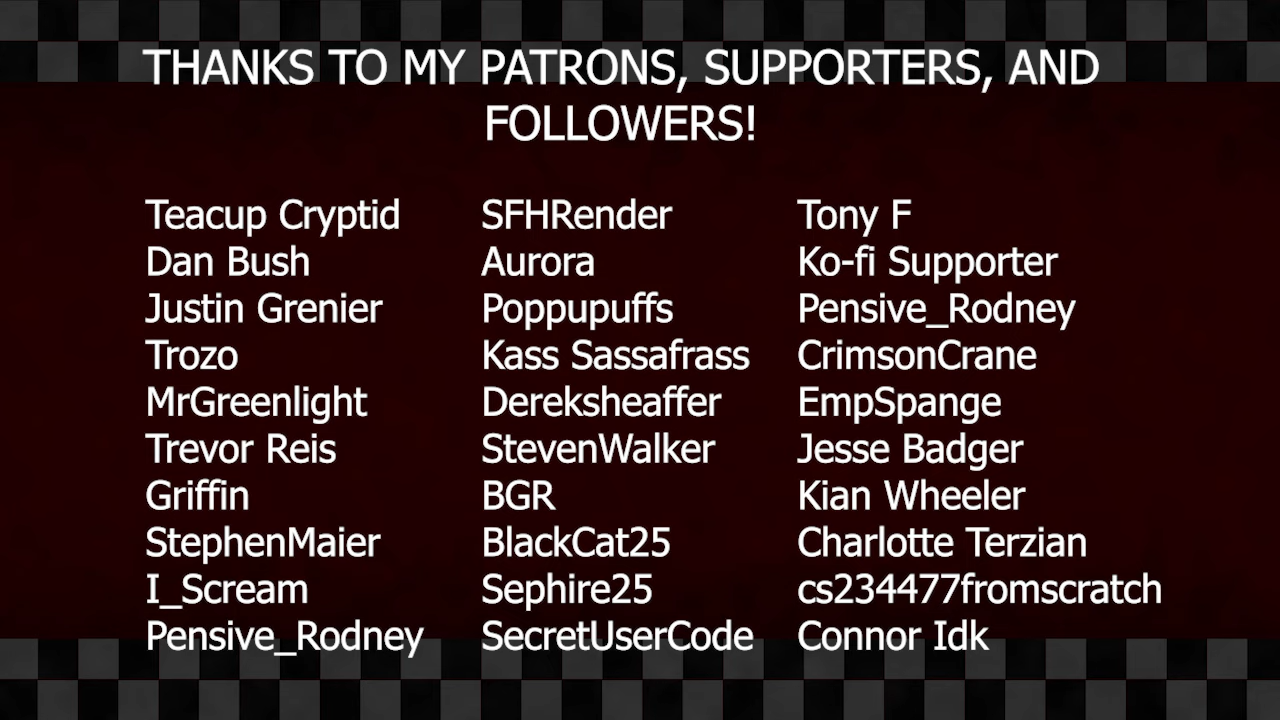 THANKS TO MY PATRONS, SUPPORTERS, AND
FOLLOWERS!
Teacup Cryptid
Dan Bush
Justin Grenier
Trozo
MrGreenlight
Trevor Reis
Griffin
StephenMaier
I_Scream
Pensive_Rodney
SFHRender
Aurora
Poppupuffs
Kass Sassafrass
Dereksheaffer
StevenWalker
BGR
BlackCat25
Sephire25
SecretUserCode
Tony F
Ko-fi Supporter
Pensive_Rodney
CrimsonCrane
EmpSpange
Jesse Badger
Kian Wheeler
Charlotte Terzian
cs234477fromscratch
Connor Idk